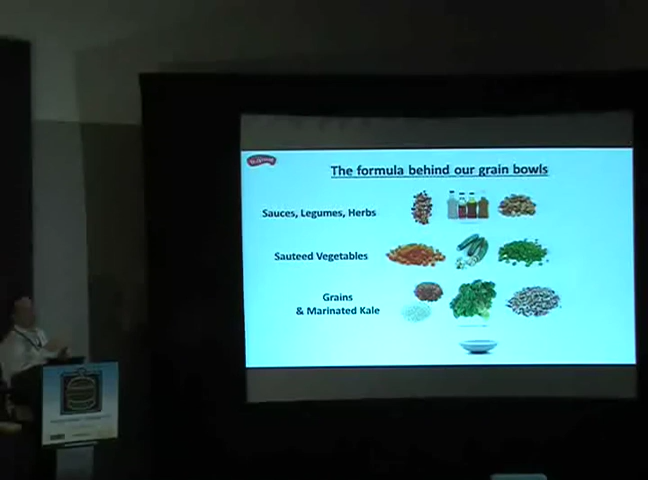 The formula behind our grain bowls
Sauces, Legumes, Herbs
Sauteed Vegetables
Grains
& Marinated Kale